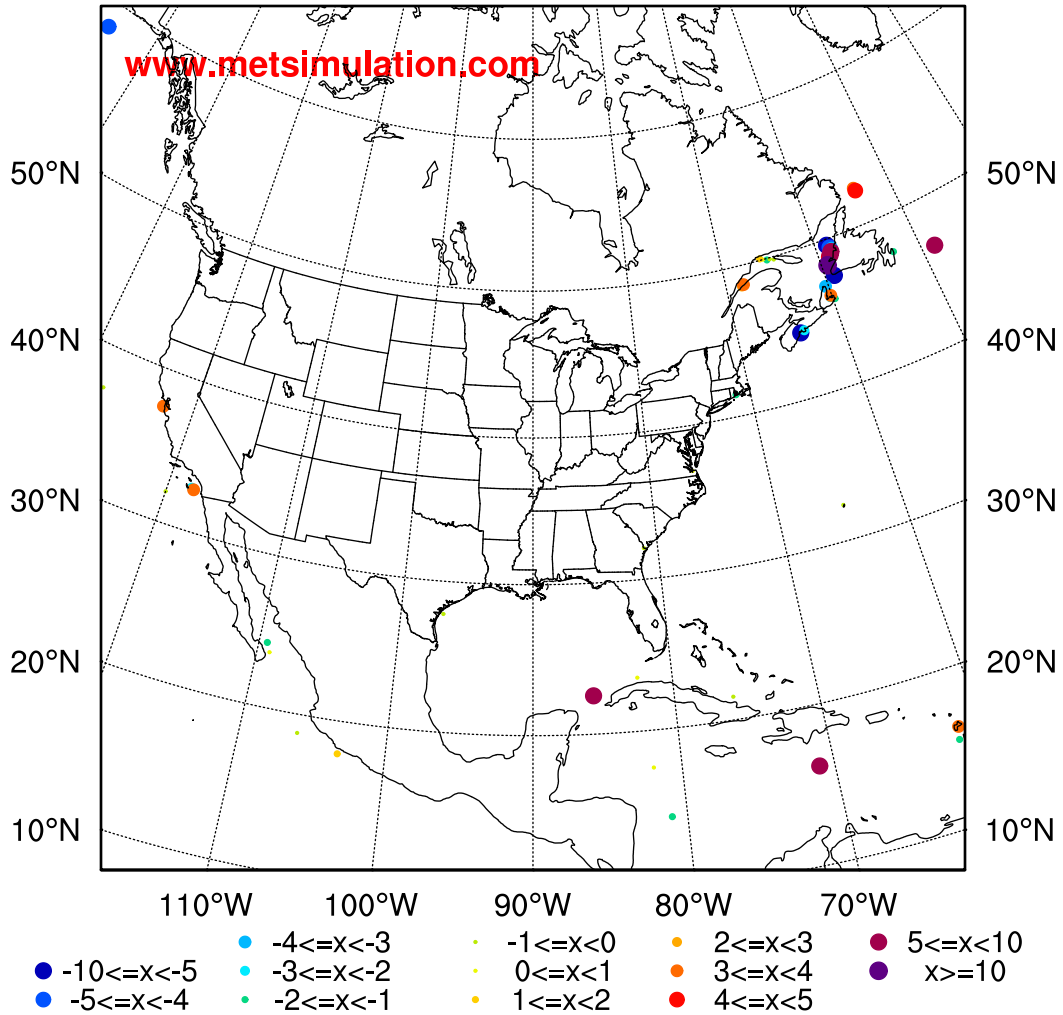 www.metsimulation.com
50°N 50°N
40°N 40°N
30°N 30°N
20°N 20°N
10°N 10°N
110°W 100°W 90°W 80°W 70°W
-4<=x<-3 -1<=x<0 2<=x<3 5<=x<10
-10<=x<-5 -3<=x<-2 0<=x<1 3<=x<4 x>=10
-5<=x<-4 -2<=x<-1 1<=x<2 4<=x<5